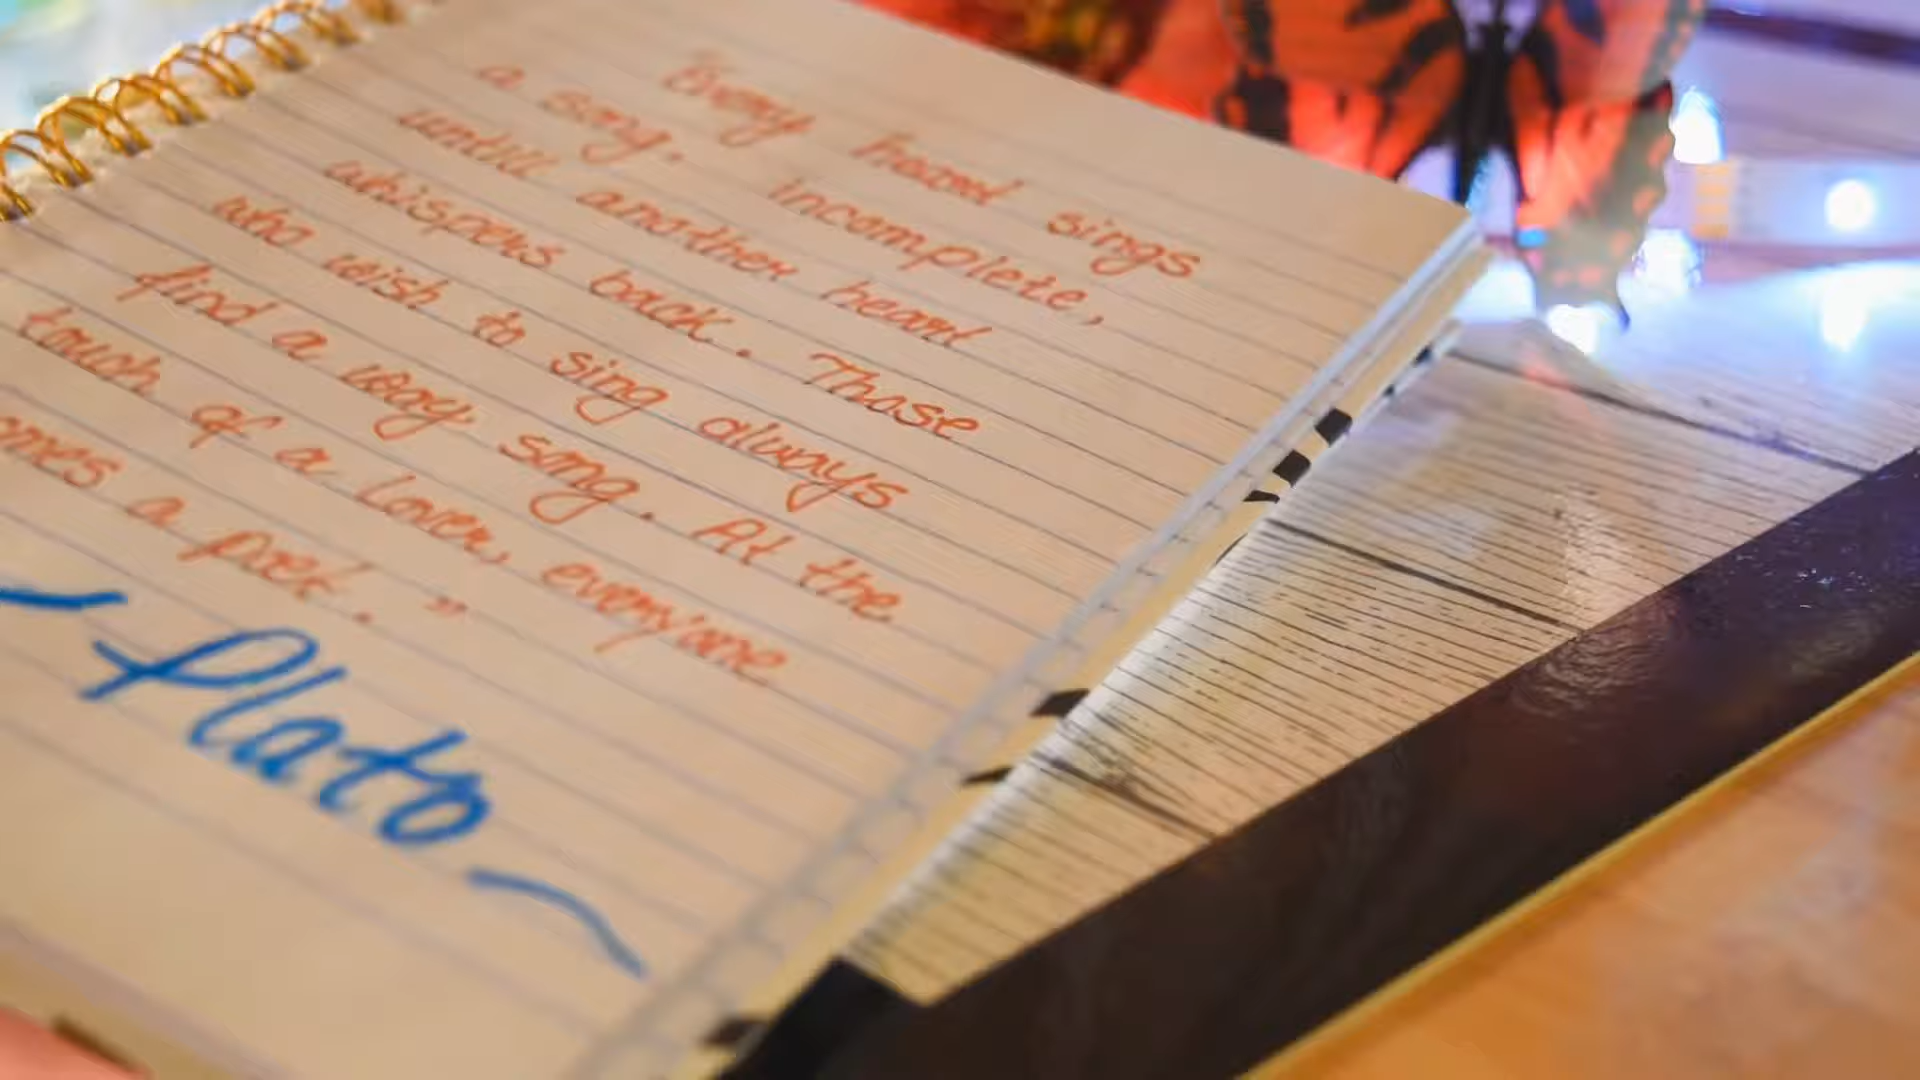 "Every heart sings
a song. incomplete,
untill another heart
whispers back. Those
who wish to sing always
find a way song. At the
touch of a lover, everyone
omes a poet."
Plato